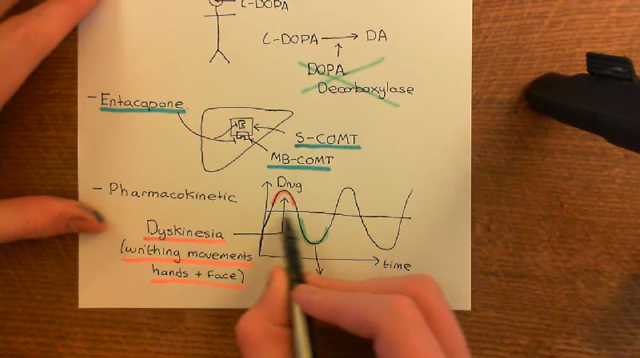 L-DOPA
L-DOPA → DA
DOPA
Decarboxylase
- Entacapone
S-COMT
MB-COMT
- Pharmacokinetic
Drug
Dyskinesia
(writhing movements
hands + face)
time